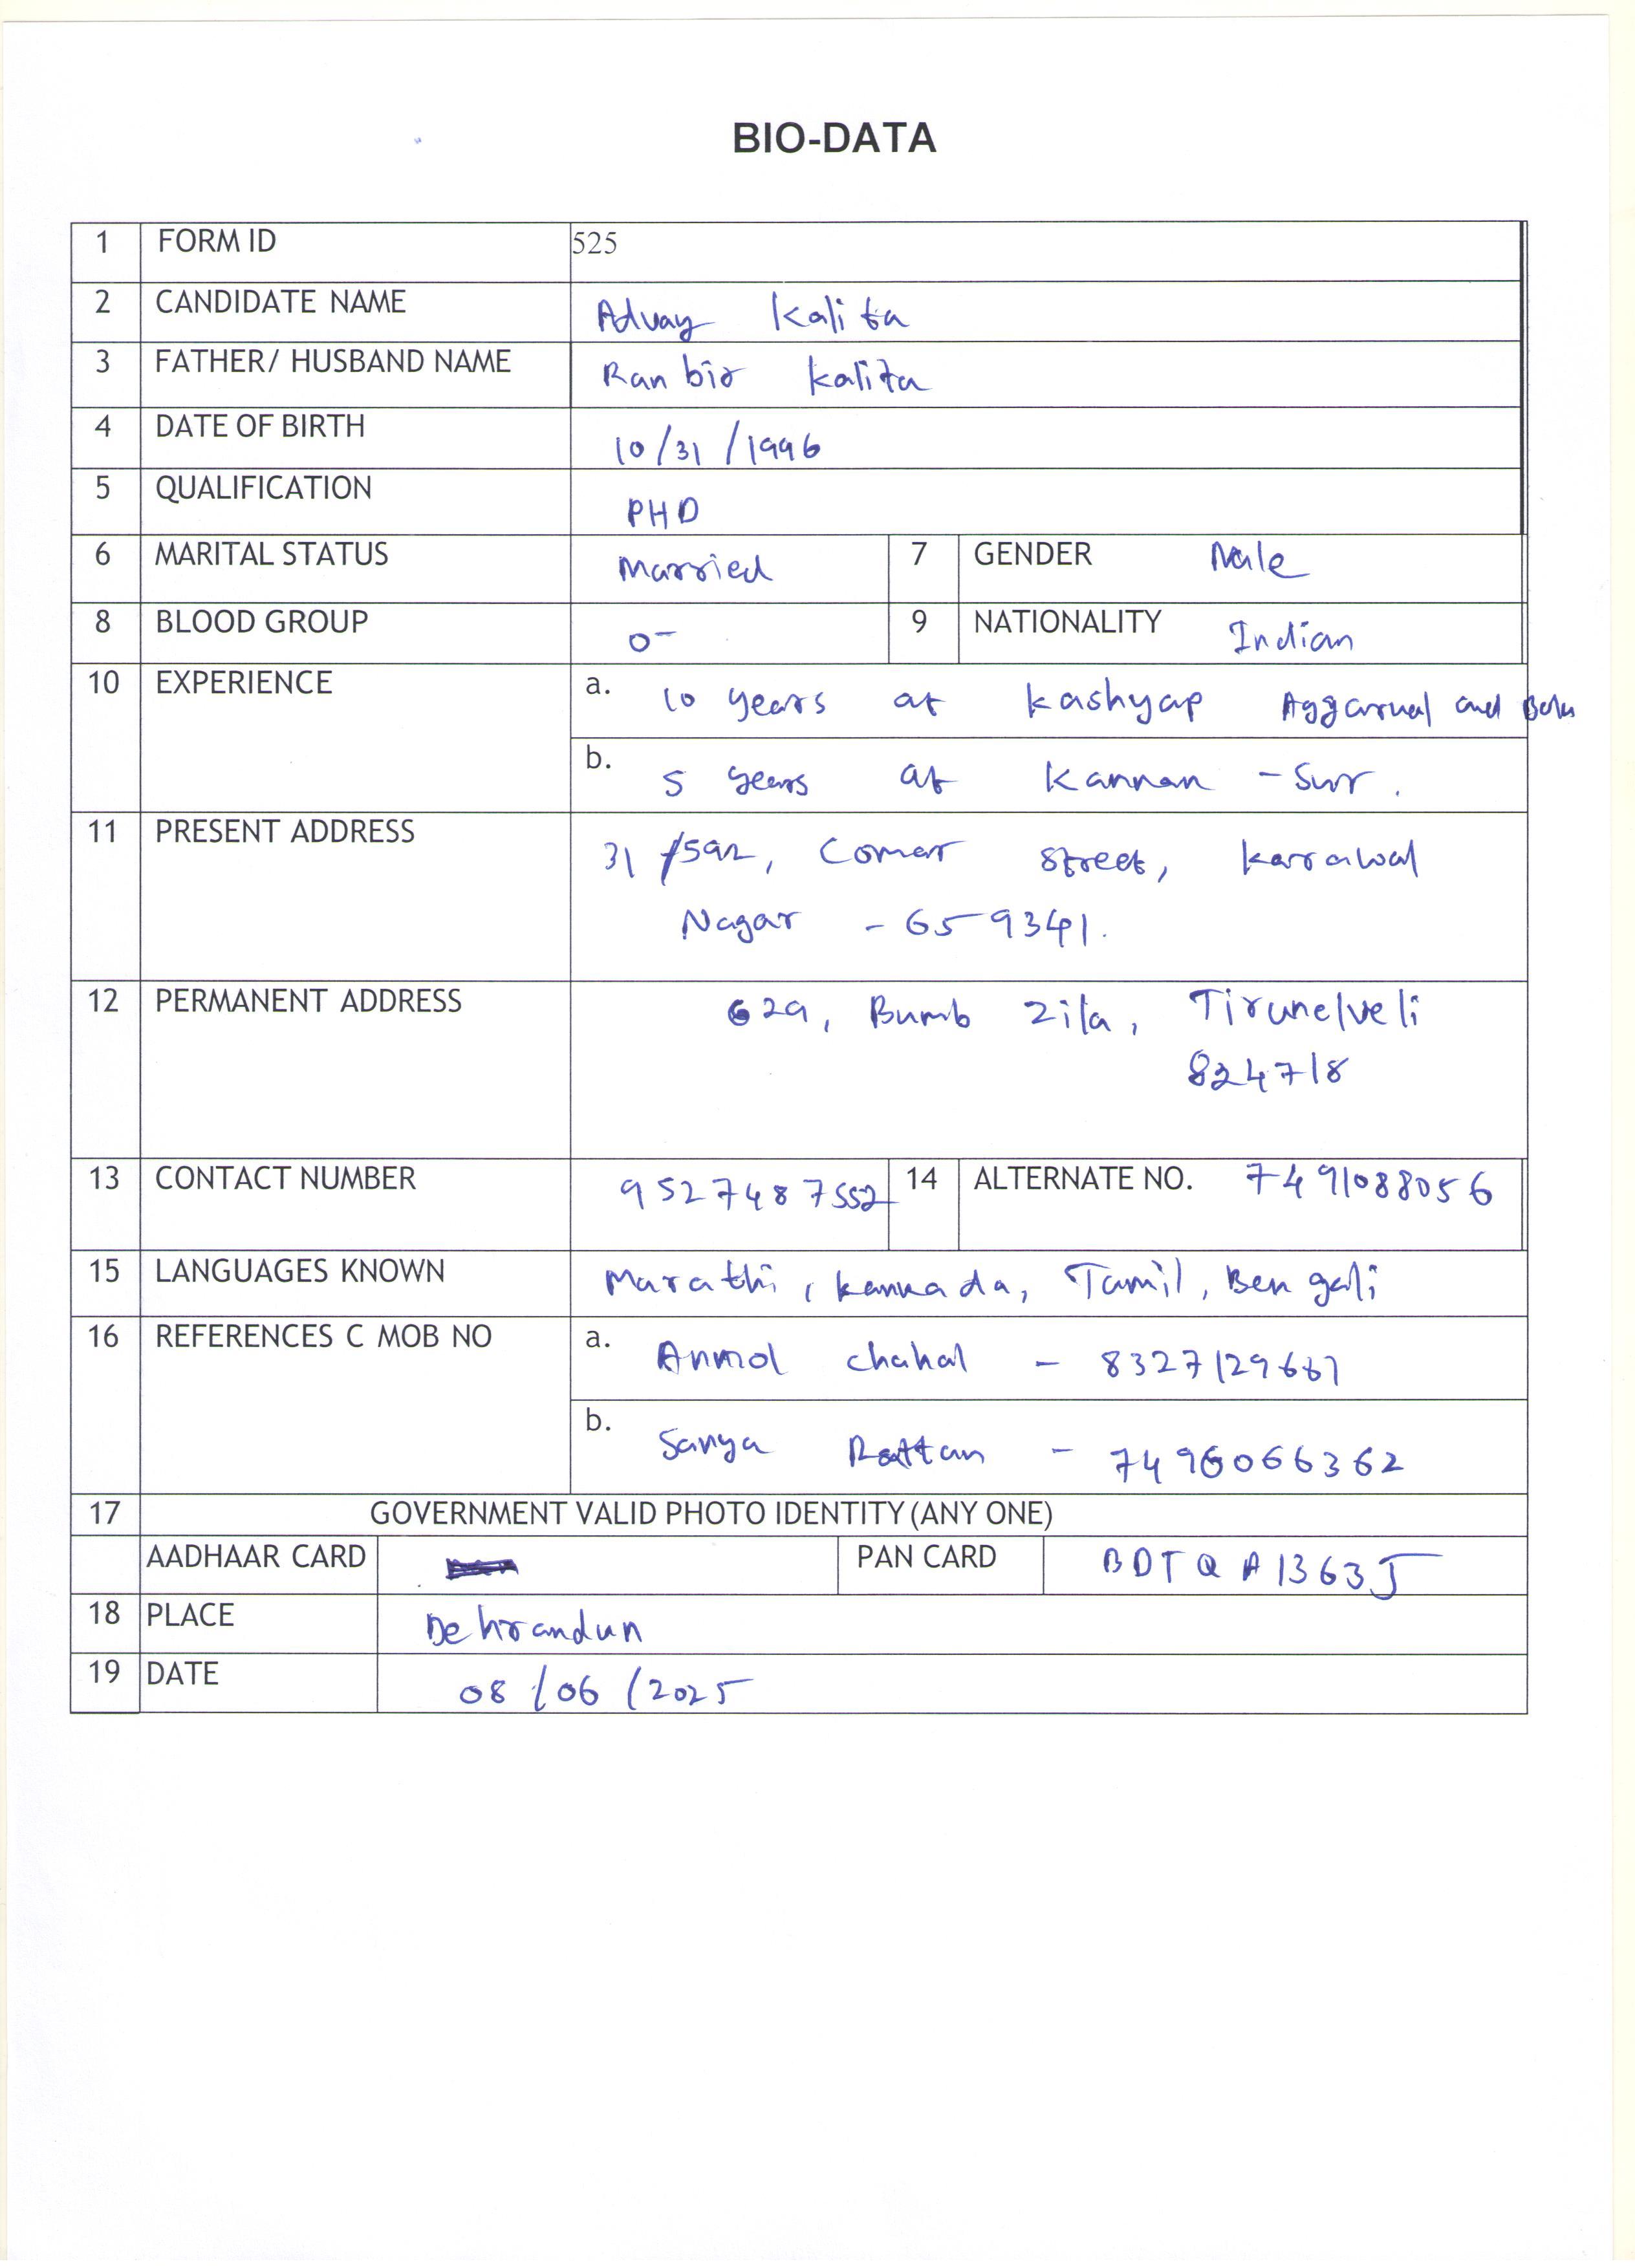 BIO-DATA
1 FORM ID 525
2 CANDIDATE NAME Advay Kalita
3 FATHER/ HUSBAND NAME Ranbir Kalita
4 DATE OF BIRTH 10/31/1996
5 QUALIFICATION PHD
6 MARITAL STATUS Married 7 GENDER Male
8 BLOOD GROUP O- 9 NATIONALITY Indian
10 EXPERIENCE a. 10 years at Kashyap Aggarwal and
b. 5 years at Kannan - Sur.
11 PRESENT ADDRESS 31/592, Comar Street, Karawal
Nagar - 659341.
12 PERMANENT ADDRESS 629, Bumb Zila, Tirunelveli
824718
13 CONTACT NUMBER 9527487552 14 ALTERNATE NO. 7491088056
15 LANGUAGES KNOWN Marathi, Kannada, Tamil, Bengali
16 REFERENCES C MOB NO a. Anmol Chahal - 8327129667
b. Sanya Rattan - 7496066362
17 GOVERNMENT VALID PHOTO IDENTITY (ANY ONE)
AADHAAR CARD PAN CARD BDTQA1363J
18 PLACE Dehrandun
19 DATE 08/06/2025